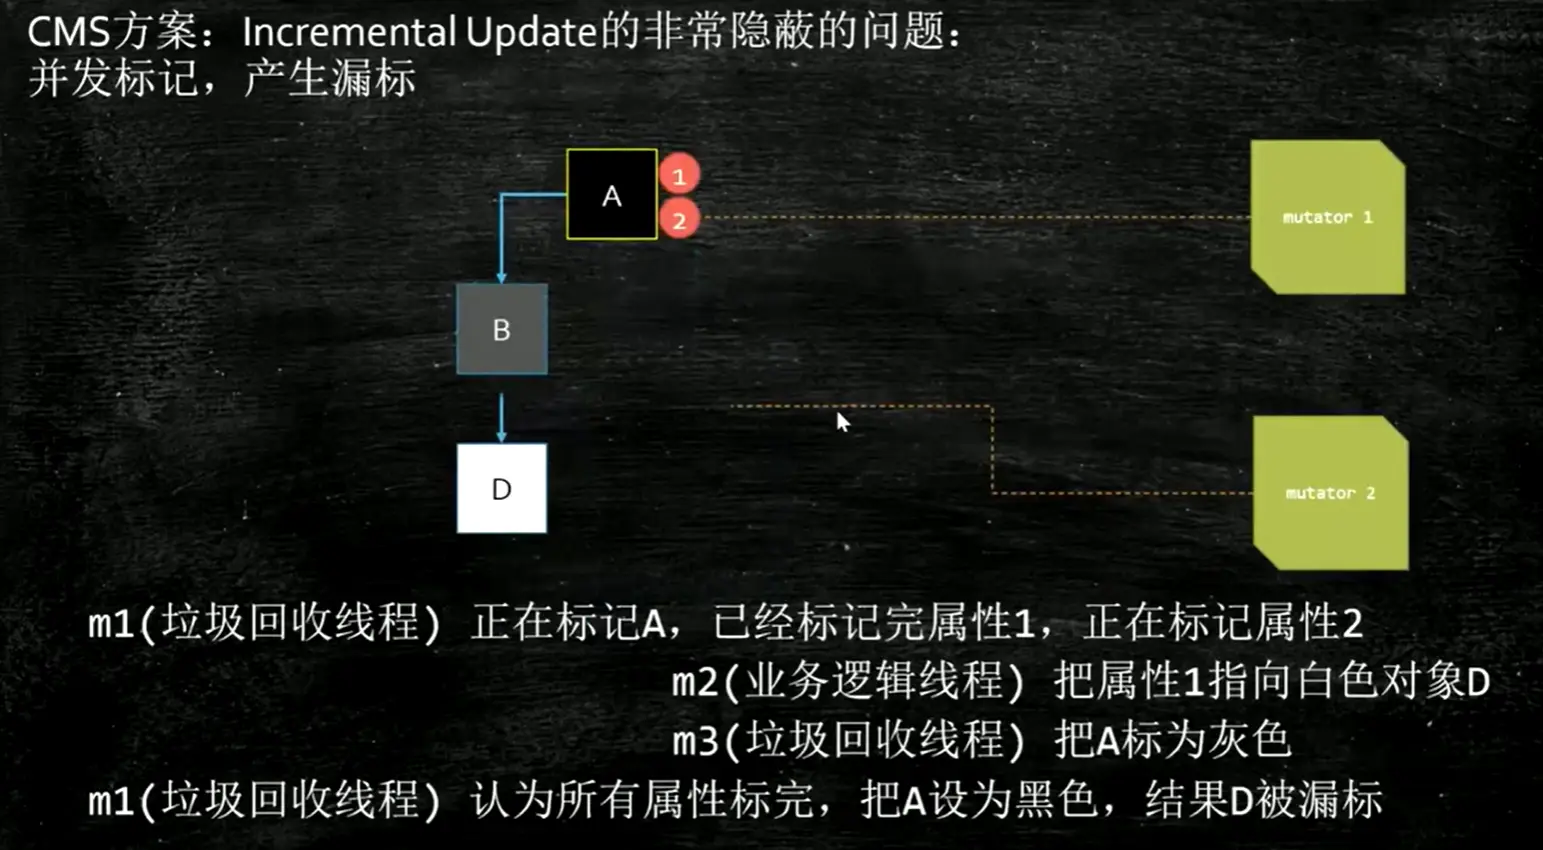 CMS方案：Incremental Update的非常隐蔽的问题：
并发标记，产生漏标
A
1
2
mutator 1
B
D
mutator 2
m1(垃圾回收线程) 正在标记A，已经标记完属性1，正在标记属性2
m2(业务逻辑线程) 把属性1指向白色对象D
m3(垃圾回收线程) 把A标为灰色
m1(垃圾回收线程) 认为所有属性标完，把A设为黑色，结果D被漏标